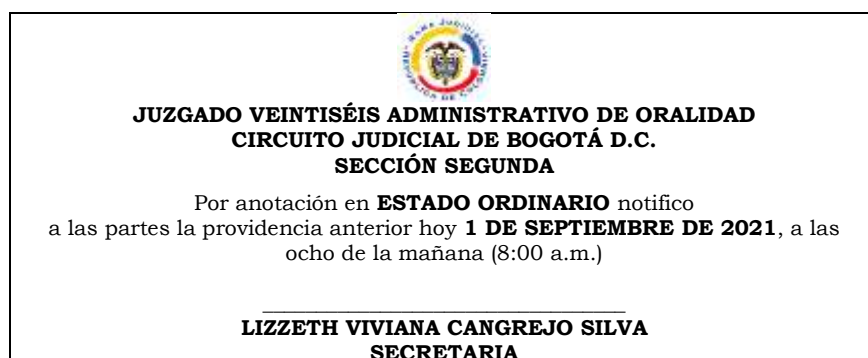 JUZGADO VEINTISÉIS ADMINISTRATIVO DE ORALIDAD
CIRCUITO JUDICIAL DE BOGOTÁ D.C.
SECCIÓN SEGUNDA
Por anotación en ESTADO ORDINARIO notifico
a las partes la providencia anterior hoy 1 DE SEPTIEMBRE DE 2021, a las
ocho de la mañana (8:00 a.m.)
LIZZETH VIVIANA CANGREJO SILVA
SECRETARIA